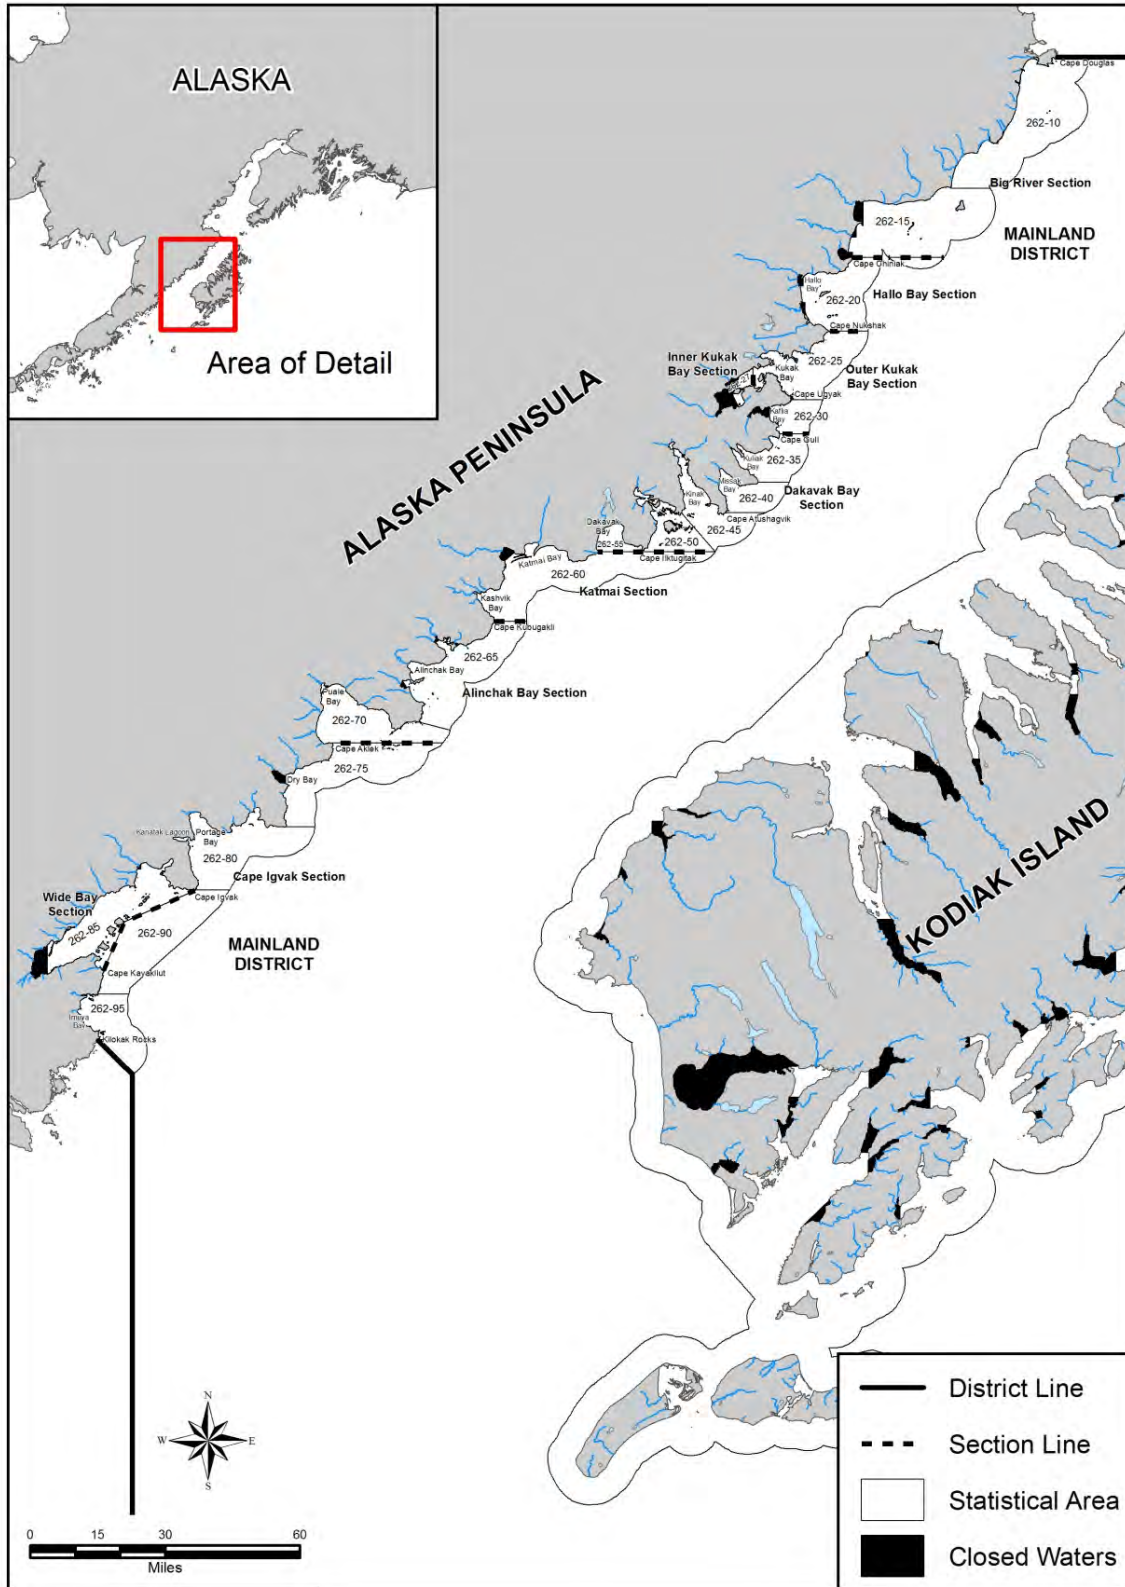 ALASKA
Area of Detail
Cape Douglas
262-10
Big River Section
262-15
MAINLAND
DISTRICT
Cape Chiniak
Hallo
Bay
262-20
Hallo Bay Section
Cape Nukshak
262-25
Inner Kukak
Bay Section
Kukak
Bay
Outer Kukak
Bay Section
Cape Ugyak
Kafka
Bay
262-30
Cape Gull
ALASKA PENINSULA
Kuliak
Bay
262-35
Missak
Bay
262-40
Dakavak Bay
Section
Kinak
Bay
Cape Atushagvik
262-45
Dakavak
Bay
262-50
262-55
Cape Ilktugitak
Katmai Bay
262-60
Katmai Section
Kashvik
Bay
Cape Kubugakli
262-65
Alinchak Bay
Alinchak Bay Section
Puale
Bay
262-70
Cape Aklek
262-75
Dry Bay
Kanatak Lagoon
Portage
Bay
262-80
Cape Igvak Section
Cape Igvak
Wide Bay
Section
262-85
262-90
MAINLAND
DISTRICT
Cape Kayakliut
262-95
Imuya
Bay
Kilokak Rocks
KODIAK ISLAND
N
W
E
S
0
15
30
60
Miles
District Line
Section Line
Statistical Area
Closed Waters